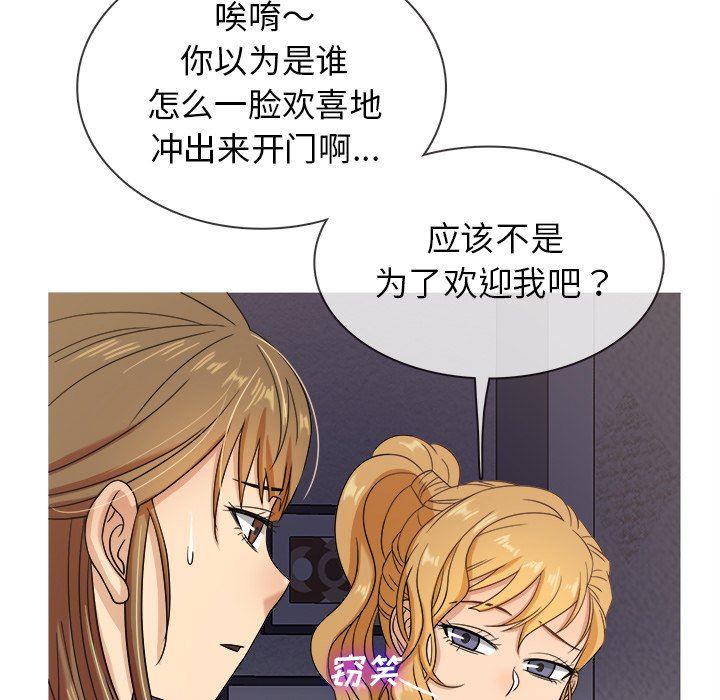 唉唷～
你以为是谁
怎么一脸欢喜地
冲出来开门啊...
应该不是
为了欢迎我吧？
窃笑